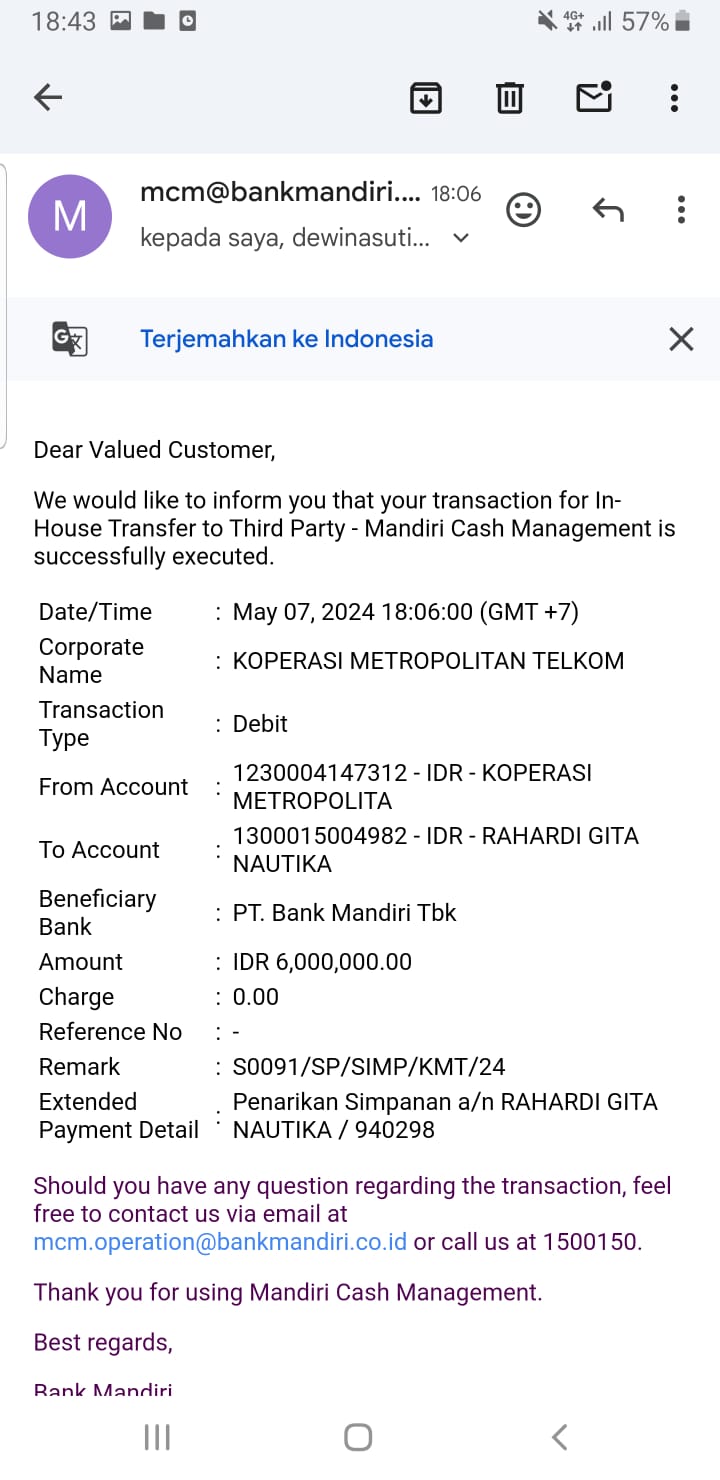 18:43
4G+
57%
M
mcm@bankmandiri.... 18:06
kepada saya, dewinasuti...
G
Terjemahkan ke Indonesia
Dear Valued Customer,
We would like to inform you that your transaction for In-
House Transfer to Third Party - Mandiri Cash Management is
successfully executed.
Date/Time : May 07, 2024 18:06:00 (GMT +7)
Corporate
Name : KOPERASI METROPOLITAN TELKOM
Transaction
Type : Debit
From Account : 1230004147312 - IDR - KOPERASI
METROPOLITA
To Account : 1300015004982 - IDR - RAHARDI GITA
NAUTIKA
Beneficiary
Bank : PT. Bank Mandiri Tbk
Amount : IDR 6,000,000.00
Charge : 0.00
Reference No : -
Remark : S0091/SP/SIMP/KMT/24
Extended
Payment Detail : Penarikan Simpanan a/n RAHARDI GITA
NAUTIKA / 940298
Should you have any question regarding the transaction, feel
free to contact us via email at
mcm.operation@bankmandiri.co.id or call us at 1500150.
Thank you for using Mandiri Cash Management.
Best regards,
Bank Mandiri